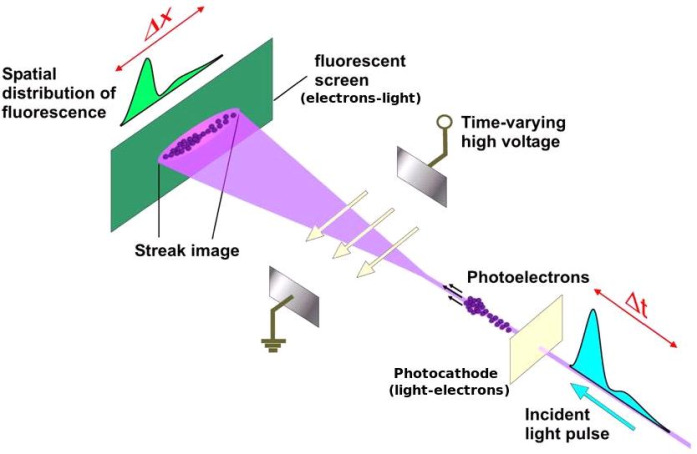 Δx
Spatial
distribution of
fluorescence
fluorescent
screen
(electrons-light)
Time-varying
high voltage
Streak image
Photoelectrons
Δt
Photocathode
(light-electrons)
Incident
light pulse